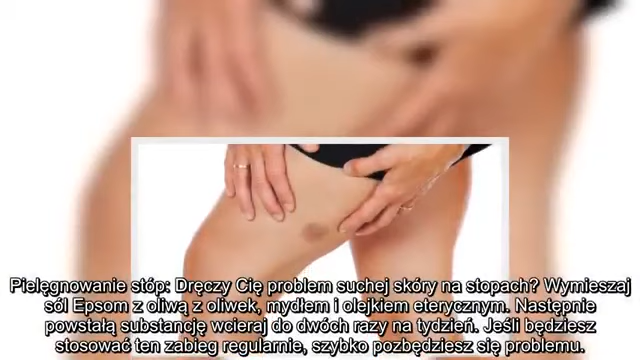 Pielęgnowanie stóp: Dręczy Cię problem suchej skóry na stopach? Wymieszaj
sól Epsom z oliwą z oliwek, mydłem i olejkiem eterycznym. Następnie
powstałą substancję wcieraj do dwóch razy na tydzień. Jeśli będziesz
stosować ten zabieg regularnie, szybko pozbędziesz się problemu.